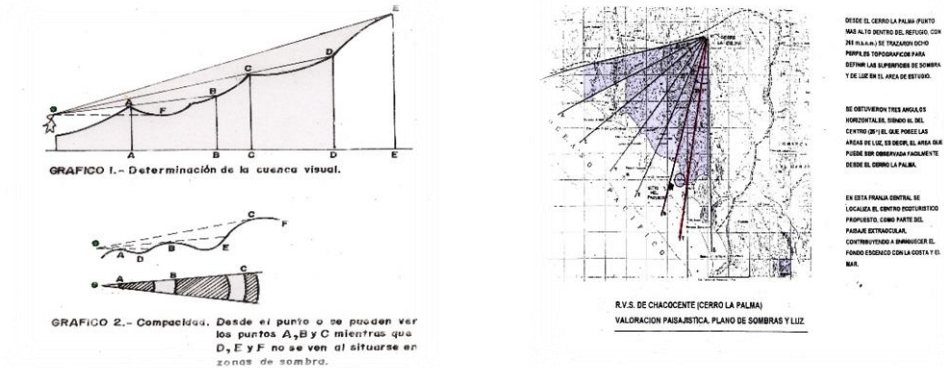 E
D
C
B
A
F
A
B
C
D
E
GRAFICO 1.- Determinación de la cuenca visual.
C
F
A
D
B
E
A
B
C
GRAFICO 2.- Compacidad. Desde el punto o se pueden ver
los puntos A, B y C mientras que
D, E y F no se ven al situarse en
zonas de sombra.
CERRO
DESDE EL CERRO LA PALMA (PUNTO
MAS ALTO DENTRO DEL REFUGIO, CON
m.s.n.m.) SE TRAZARON OCHO
PERFILES TOPOGRAFICOS PARA
DEFINIR LAS SUPERFICIES DE SOMBRA
Y DE LUZ EN EL AREA DE ESTUDIO.
SE OBTUVIERON TRES ANGULOS
HORIZONTALES, SIENDO EL DEL
CENTRO (25°) EL QUE POSEE LAS
AREAS DE LUZ, ES DECIR, EL AREA QUE
PUEDE SER OBSERVADA FACILMENTE
DESDE EL CERRO LA PALMA.
EN ESTA FRANJA CENTRAL SE
LOCALIZA EL CENTRO ECOTURISTICO
PROPUESTO, COMO PARTE DEL
PAISAJE EXTRAOCULAR,
CONTRIBUYENDO A ENRIQUECER EL
FONDO ESCENICO CON LA COSTA Y EL
MAR.
R.V.S. DE CHACOCENTE (CERRO LA PALMA)
VALORACION PAISAJISTICA. PLANO DE SOMBRAS Y LUZ